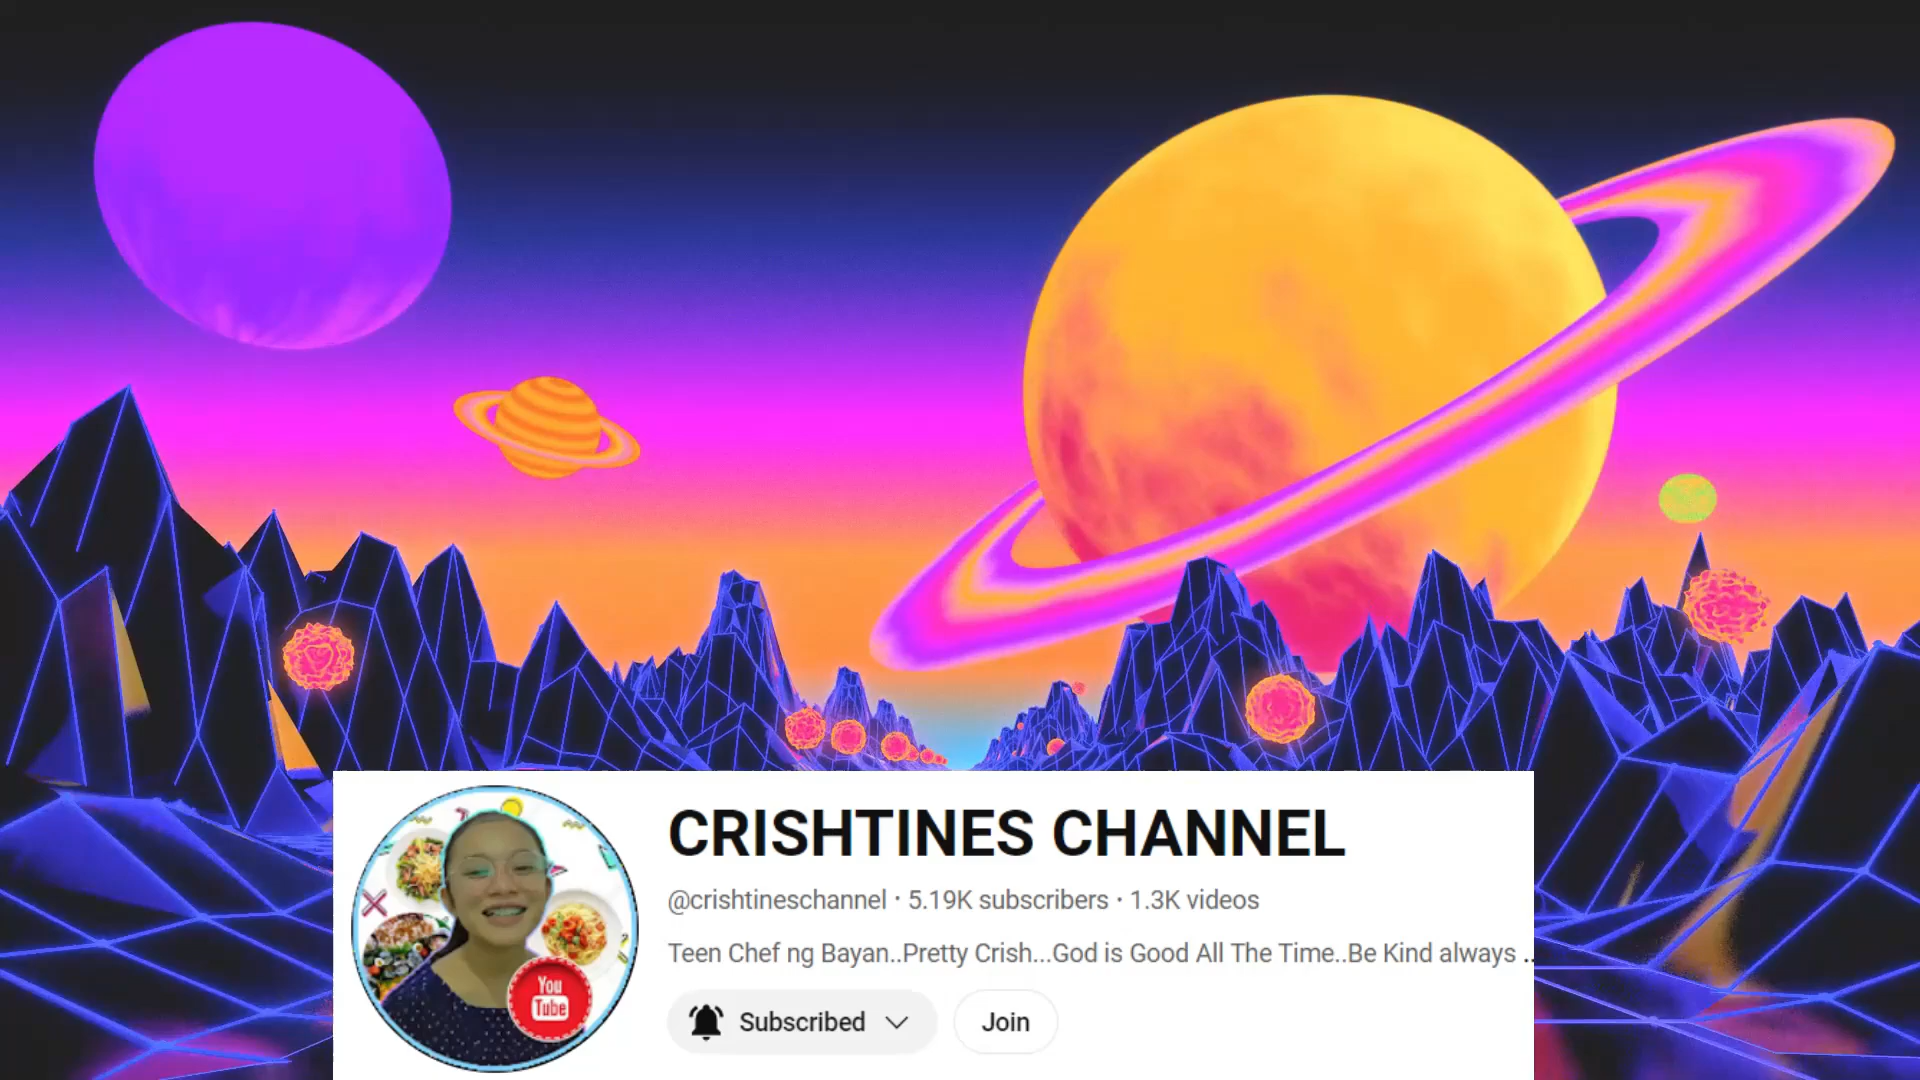 CRISHTINES CHANNEL
@crishtineschannel · 5.19K subscribers · 1.3K videos
Teen Chef ng Bayan..Pretty Crish...God is Good All The Time..Be Kind always ..
You
Tube
Subscribed
Join